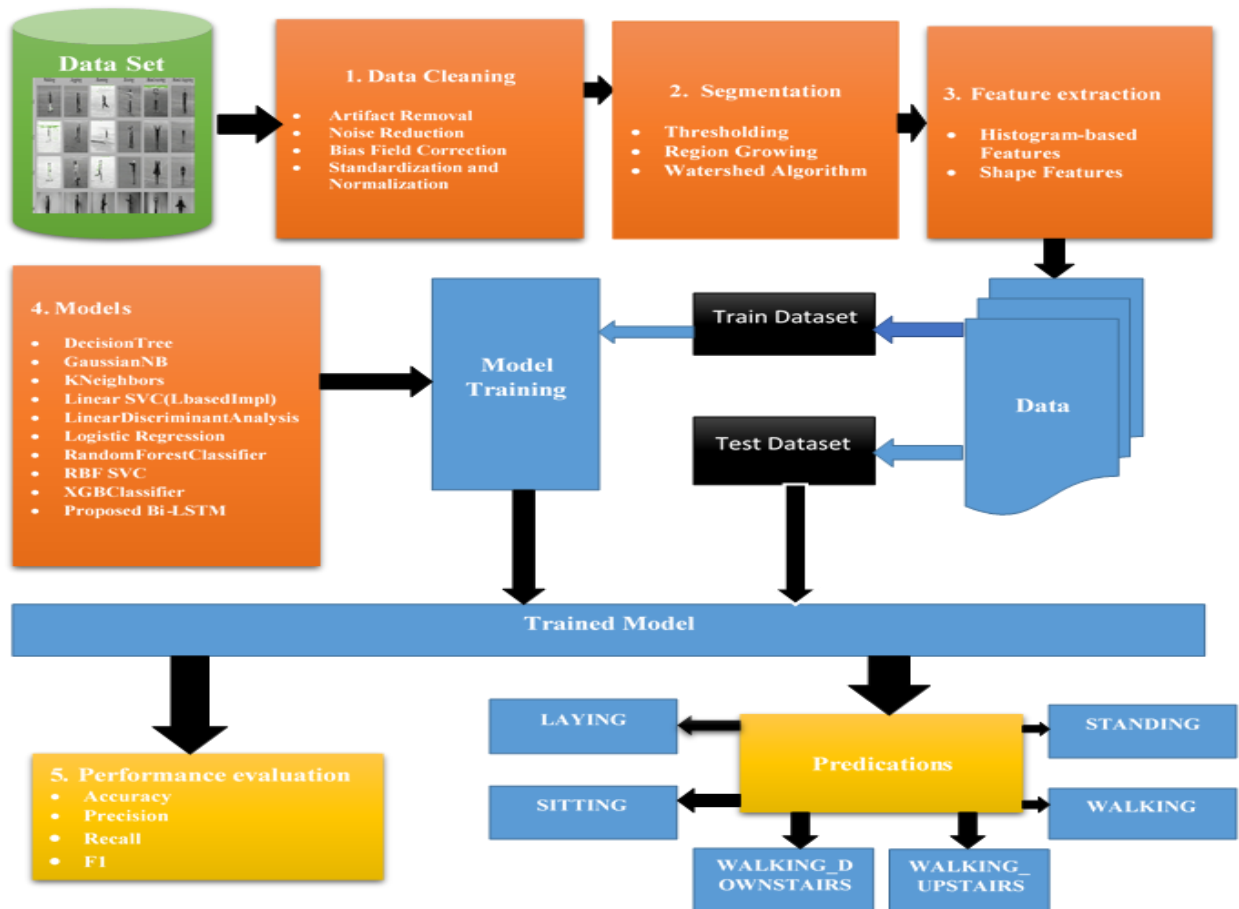 Data Set
1. Data Cleaning
• Artifact Removal
• Noise Reduction
• Bias Field Correction
• Standardization and
Normalization
2. Segmentation
• Thresholding
• Region Growing
• Watershed Algorithm
3. Feature extraction
• Histogram-based
Features
• Shape Features
4. Models
• DecisionTree
• GaussianNB
• KNeighbors
• Linear SVC(LbasedImpl)
• LinearDiscriminantAnalysis
• Logistic Regression
• RandomForestClassifier
• RBF SVC
• XGBClassifier
• Proposed Bi-LSTM
Model
Training
Train Dataset
Test Dataset
Data
Trained Model
5. Performance evaluation
• Accuracy
• Precision
• Recall
• F1
LAYING
SITTING
Predications
STANDING
WALKING
WALKING_D
OWNSTAIRS
WALKING_
UPSTAIRS